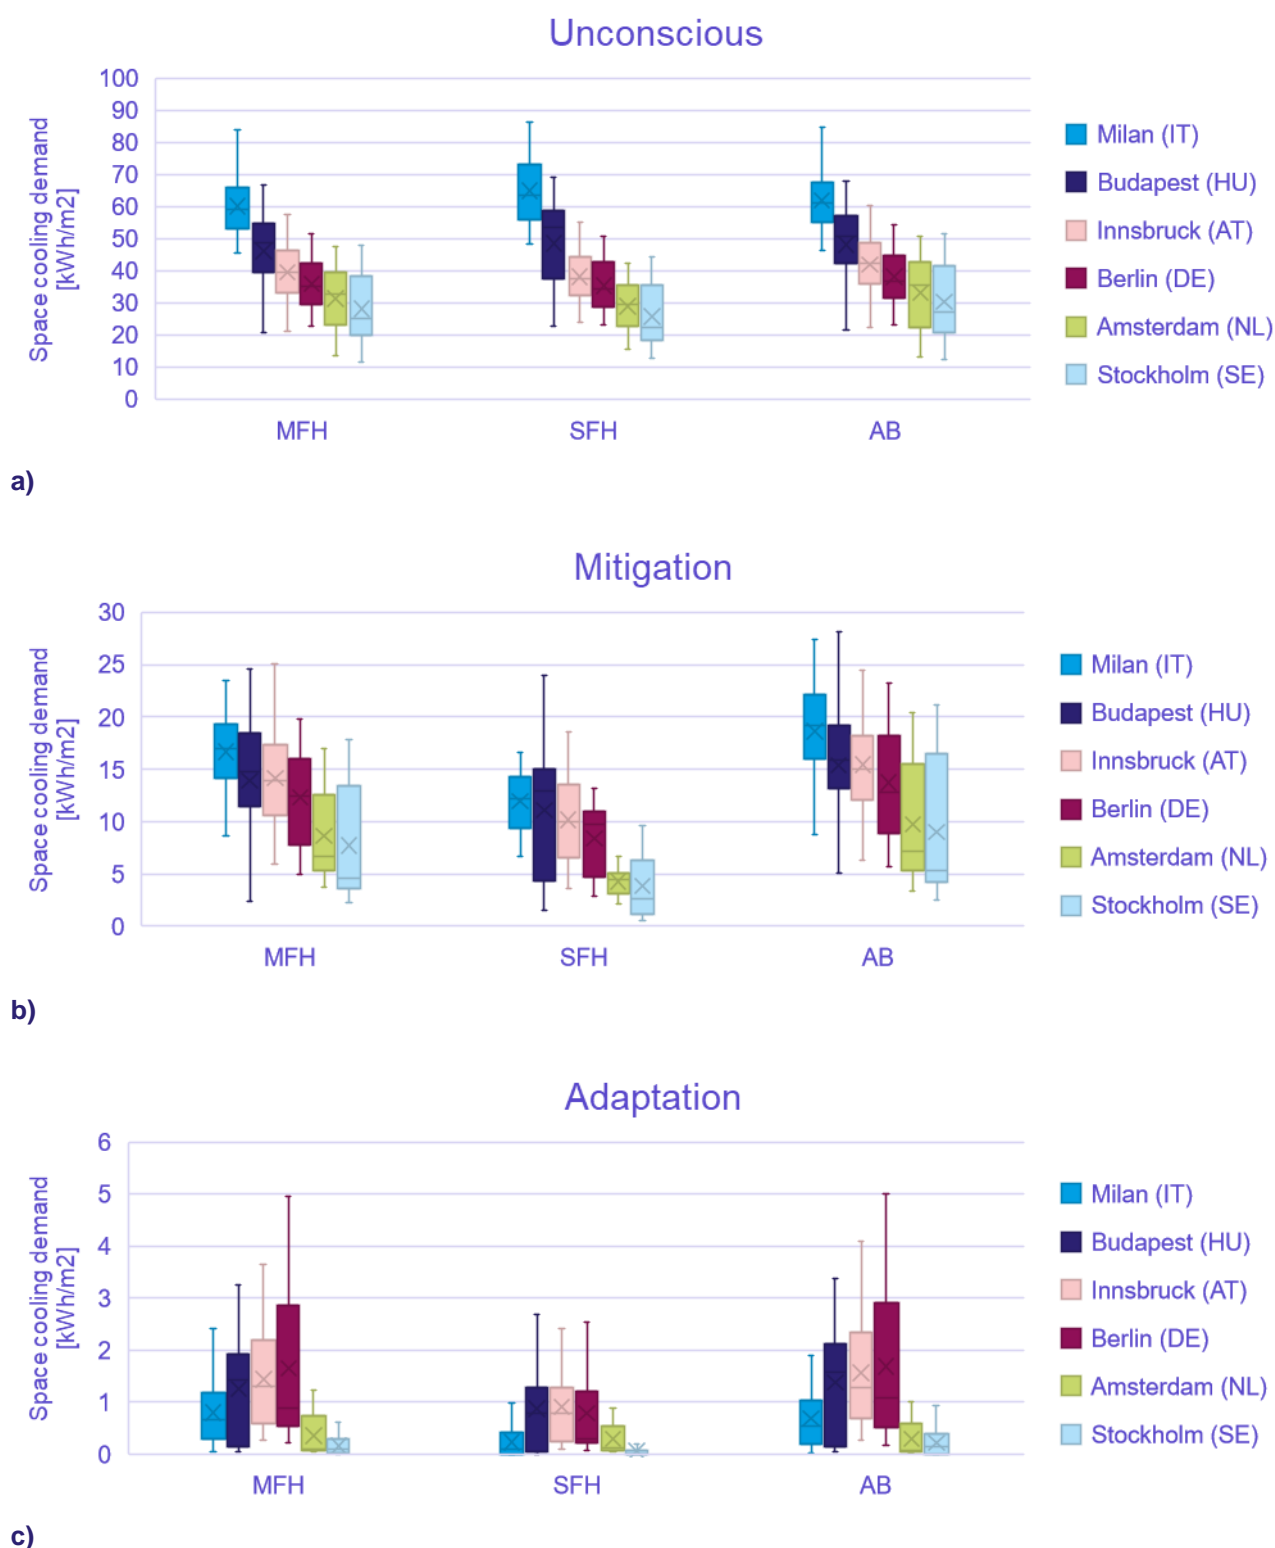 Unconscious
Space cooling demand
[kWh/m2]
100
90
80
70
60
50
40
30
20
10
0
MFH
SFH
AB
Milan (IT)
Budapest (HU)
Innsbruck (AT)
Berlin (DE)
Amsterdam (NL)
Stockholm (SE)
a)
Mitigation
Space cooling demand
[kWh/m2]
30
25
20
15
10
5
0
MFH
SFH
AB
Milan (IT)
Budapest (HU)
Innsbruck (AT)
Berlin (DE)
Amsterdam (NL)
Stockholm (SE)
b)
Adaptation
Space cooling demand
[kWh/m2]
6
5
4
3
2
1
0
MFH
SFH
AB
Milan (IT)
Budapest (HU)
Innsbruck (AT)
Berlin (DE)
Amsterdam (NL)
Stockholm (SE)
c)